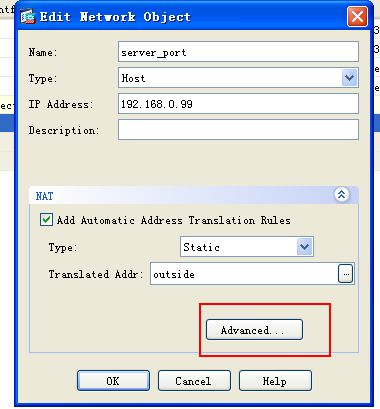 Edit Network Object
Name: server_port
Type: Host
IP Address: 192.168.0.99
Description:
NAT
Add Automatic Address Translation Rules
Type: Static
Translated Addr: outside ...
Advanced...
OK Cancel Help